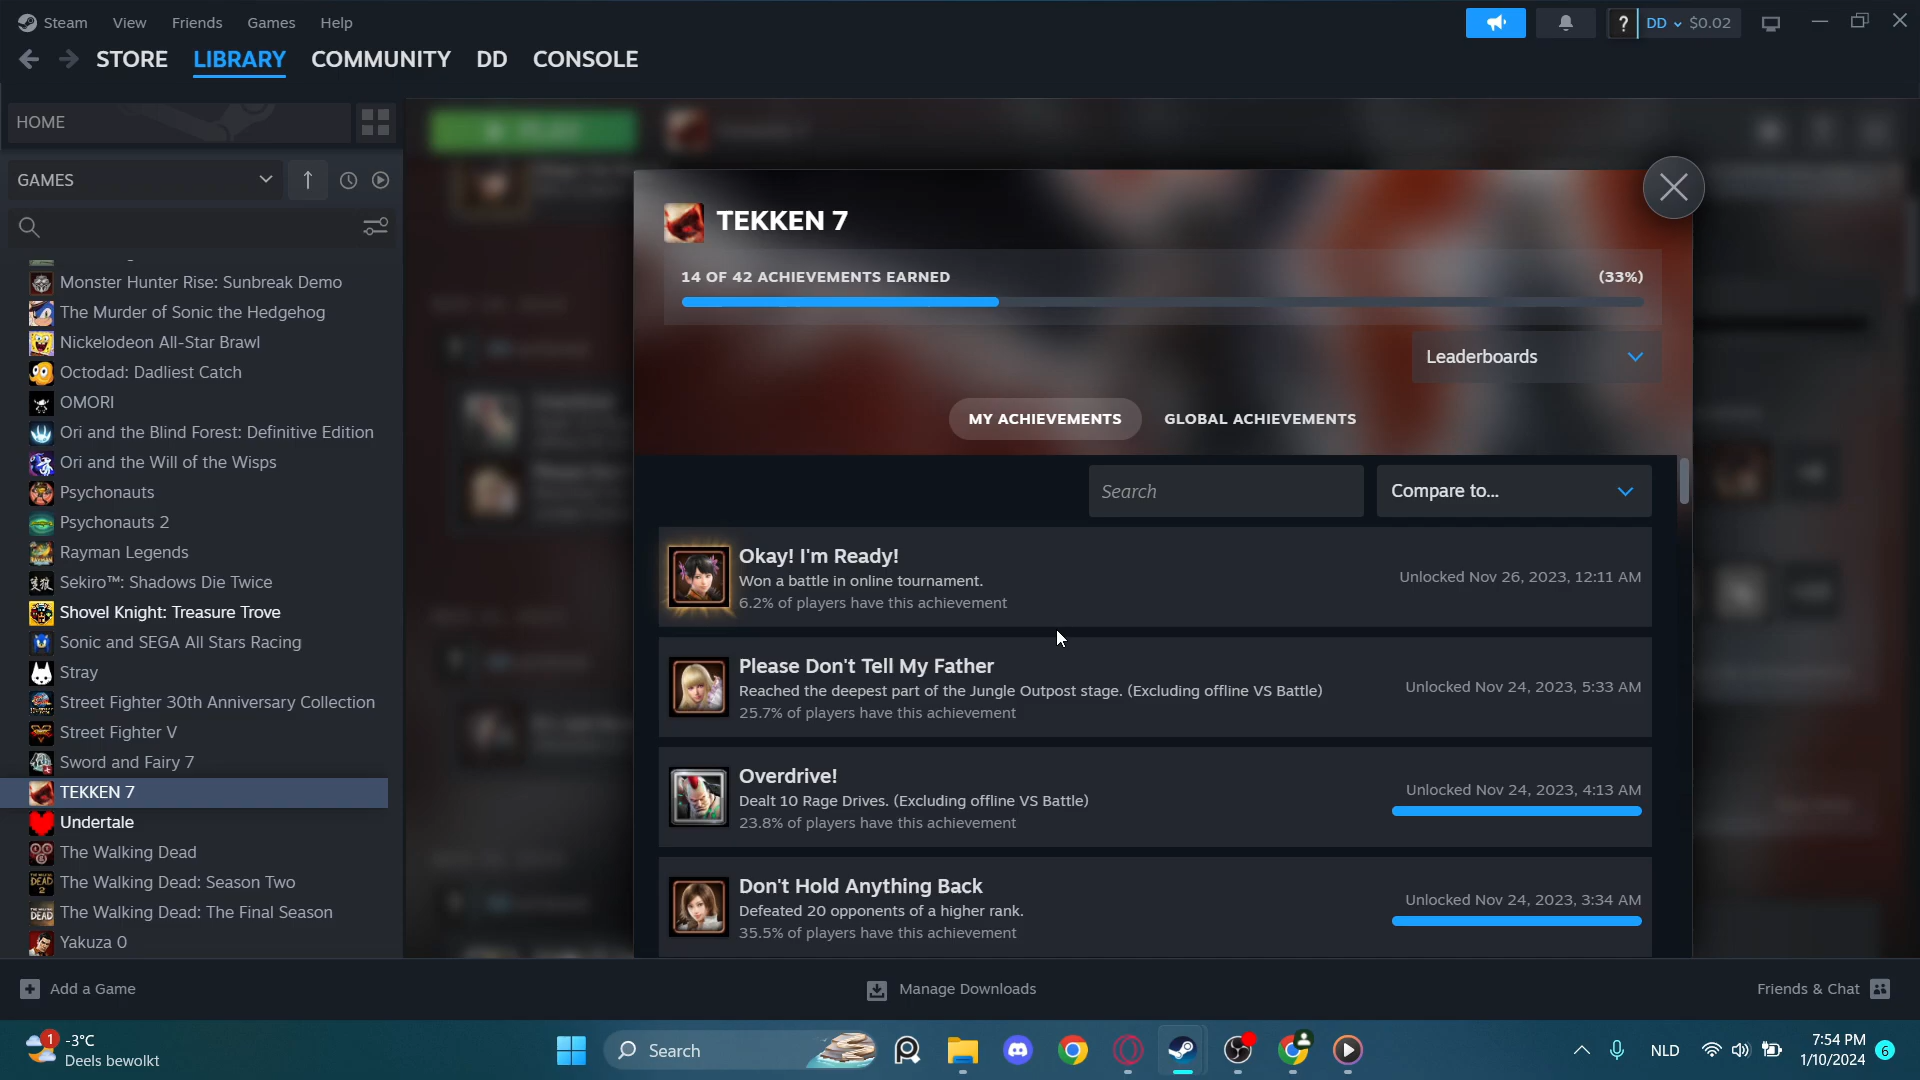 Steam View Friends Games Help
? DD $0.02
STORE LIBRARY COMMUNITY DD CONSOLE
HOME
GAMES
Monster Hunter Rise: Sunbreak Demo
The Murder of Sonic the Hedgehog
Nickelodeon All-Star Brawl
Octodad: Dadliest Catch
OMORI
Ori and the Blind Forest: Definitive Edition
Ori and the Will of the Wisps
Psychonauts
Psychonauts 2
Rayman Legends
Sekiro™: Shadows Die Twice
Shovel Knight: Treasure Trove
Sonic and SEGA All Stars Racing
Stray
Street Fighter 30th Anniversary Collection
Street Fighter V
Sword and Fairy 7
TEKKEN 7
Undertale
The Walking Dead
The Walking Dead: Season Two
The Walking Dead: The Final Season
Yakuza 0
TEKKEN 7
14 OF 42 ACHIEVEMENTS EARNED (33%)
Leaderboards
MY ACHIEVEMENTS GLOBAL ACHIEVEMENTS
Search Compare to...
Okay! I'm Ready!
Won a battle in online tournament.
6.2% of players have this achievement
Unlocked Nov 26, 2023, 12:11 AM
Please Don't Tell My Father
Reached the deepest part of the Jungle Outpost stage. (Excluding offline VS Battle)
25.7% of players have this achievement
Unlocked Nov 24, 2023, 5:33 AM
Overdrive!
Dealt 10 Rage Drives. (Excluding offline VS Battle)
23.8% of players have this achievement
Unlocked Nov 24, 2023, 4:13 AM
Don't Hold Anything Back
Defeated 20 opponents of a higher rank.
35.5% of players have this achievement
Unlocked Nov 24, 2023, 3:34 AM
Add a Game Manage Downloads Friends & Chat
1 -3°C
Deels bewolkt
Search
NLD
7:54 PM
1/10/2024
6